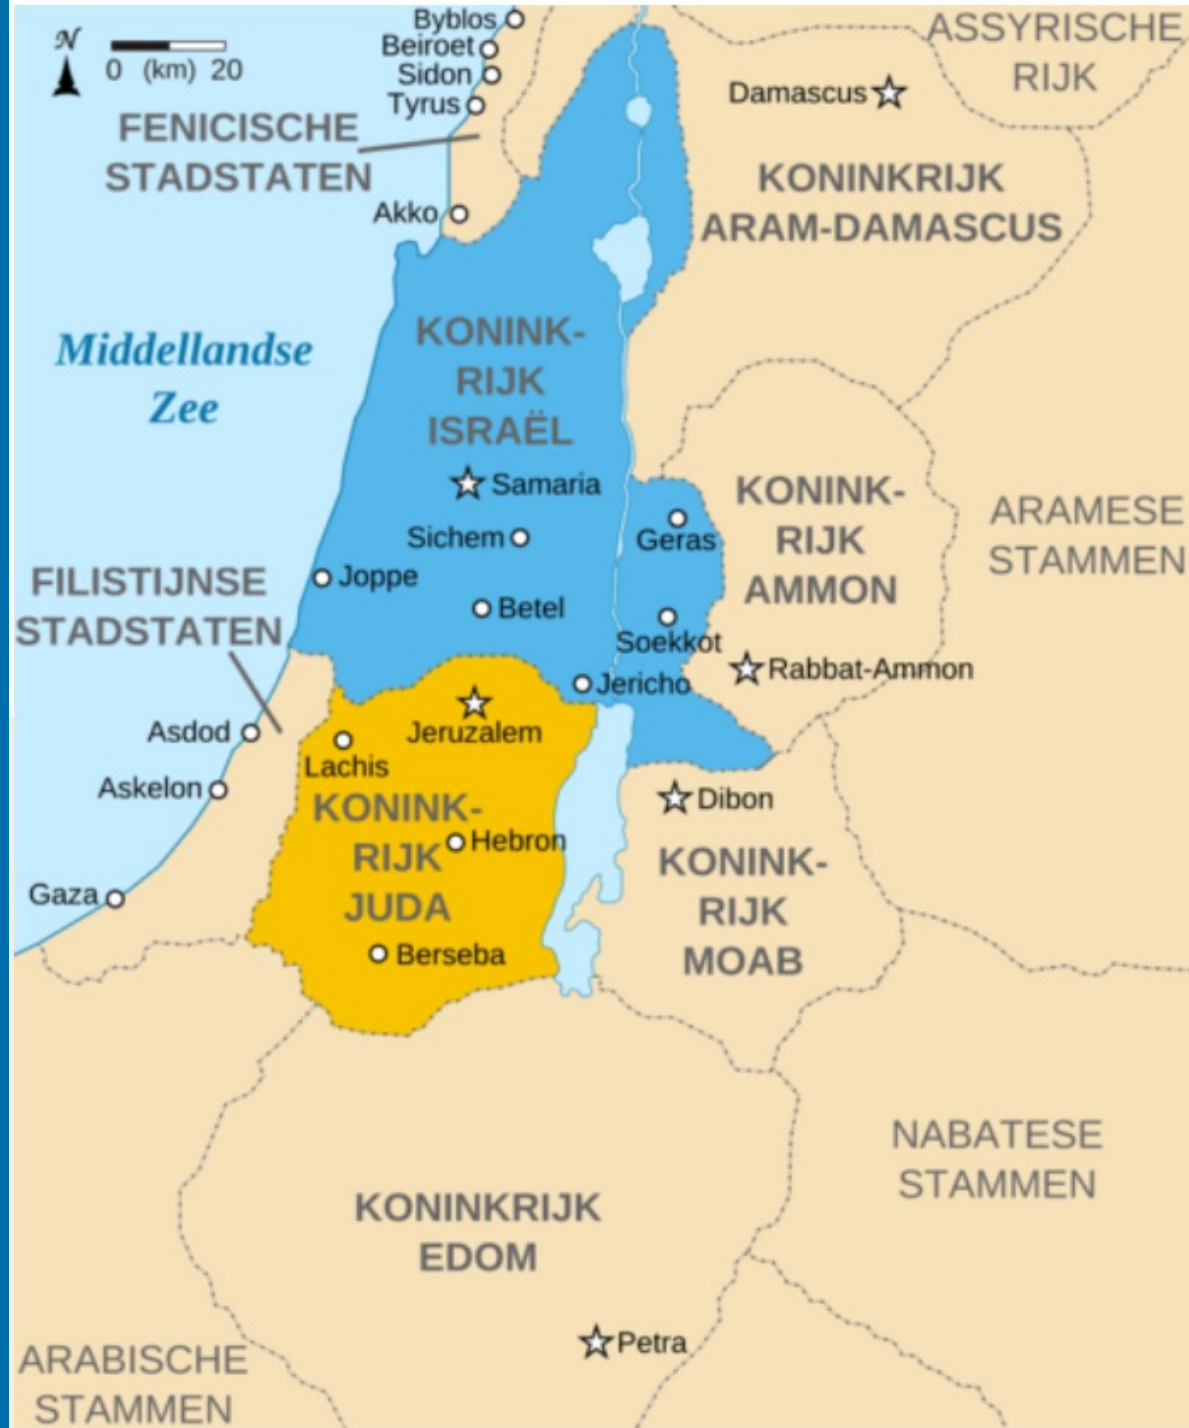 Byblos
Beiroet
Sidon
Tyrus
N
0 (km) 20
ASSYRISCHE
RIJK
Damascus
FENICISCHE
STADSTATEN
KONINKRIJK
ARAM-DAMASCUS
Akko
Middellandse
Zee
KONINK-
RIJK
ISRAËL
Samaria
Sichem
Geras
KONINK-
RIJK
AMMON
ARAMESE
STAMMEN
FILISTIJNSE
STADSTATEN
Joppe
Betel
Soekkot
Rabbat-Ammon
Jericho
Asdod
Jeruzalem
Lachis
Askelon
Dibon
KONINK-
RIJK
JUDA
Hebron
KONINK-
RIJK
MOAB
Gaza
Berseba
NABATESE
STAMMEN
KONINKRIJK
EDOM
Petra
ARABISCHE
STAMMEN